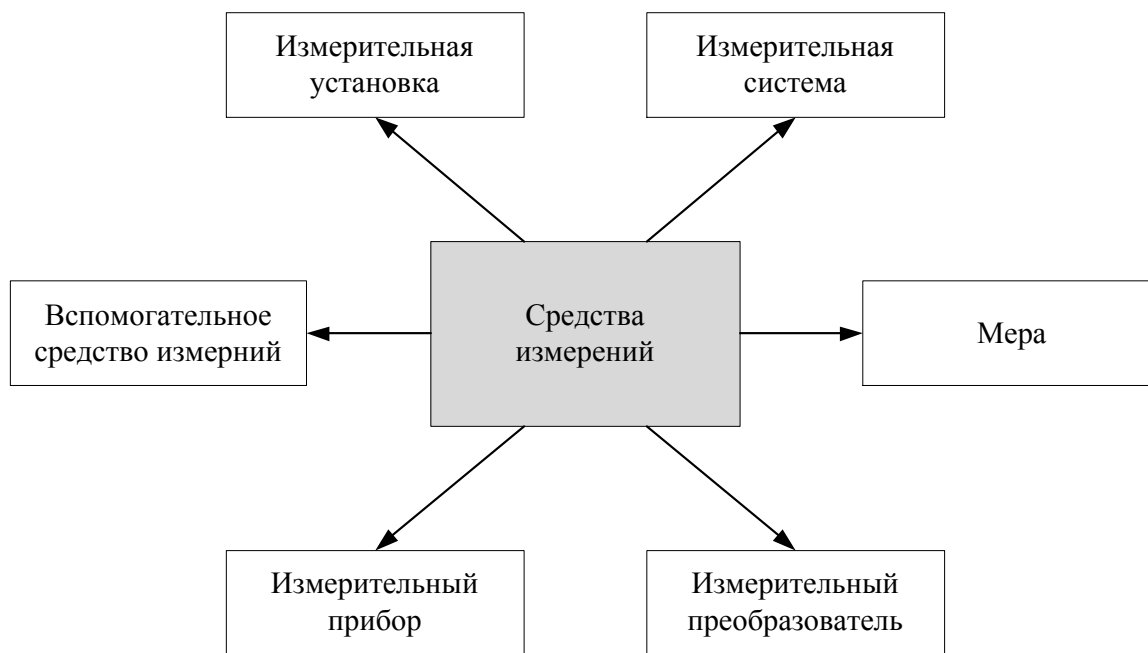 Измерительная
установка
Измерительная
система
Вспомогательное
средство измерний
Средства
измерений
Мера
Измерительный
прибор
Измерительный
преобразователь